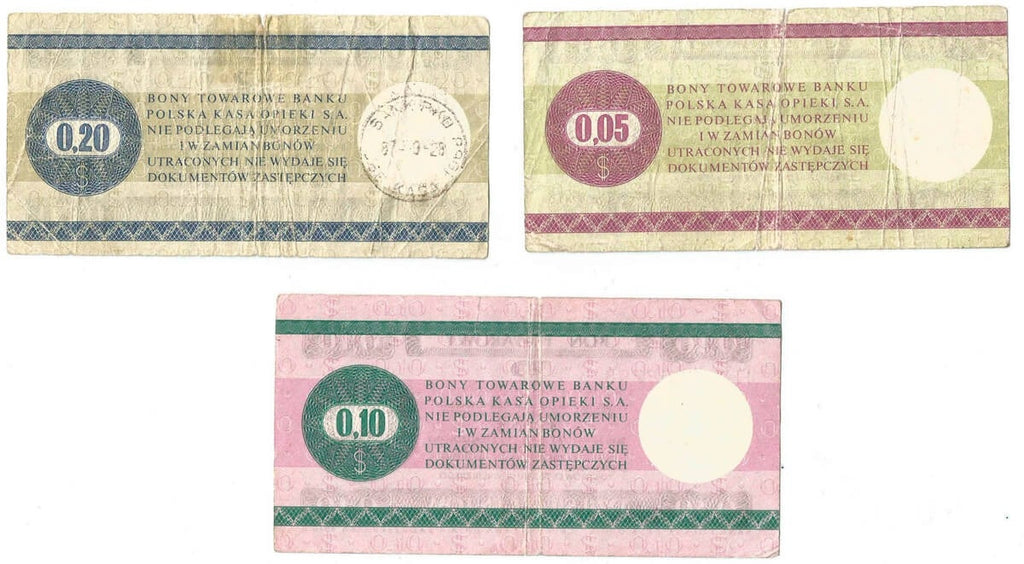 0,20
$
BONY TOWAROWE BANKU
POLSKA KASA OPIEKI S.A.
NIE PODLEGAJĄ UMORZENIU
I W ZAMIAN BONÓW
UTRACONYCH NIE WYDAJE SIĘ
DOKUMENTÓW ZASTĘPCZYCH
BANK PKO
KASA
0,05
$
BONY TOWAROWE BANKU
POLSKA KASA OPIEKI S.A.
NIE PODLEGAJĄ UMORZENIU
I W ZAMIAN BONÓW
UTRACONYCH NIE WYDAJE SIĘ
DOKUMENTÓW ZASTĘPCZYCH
0,10
$
BONY TOWAROWE BANKU
POLSKA KASA OPIEKI S.A.
NIE PODLEGAJĄ UMORZENIU
I W ZAMIAN BONÓW
UTRACONYCH NIE WYDAJE SIĘ
DOKUMENTÓW ZASTĘPCZYCH